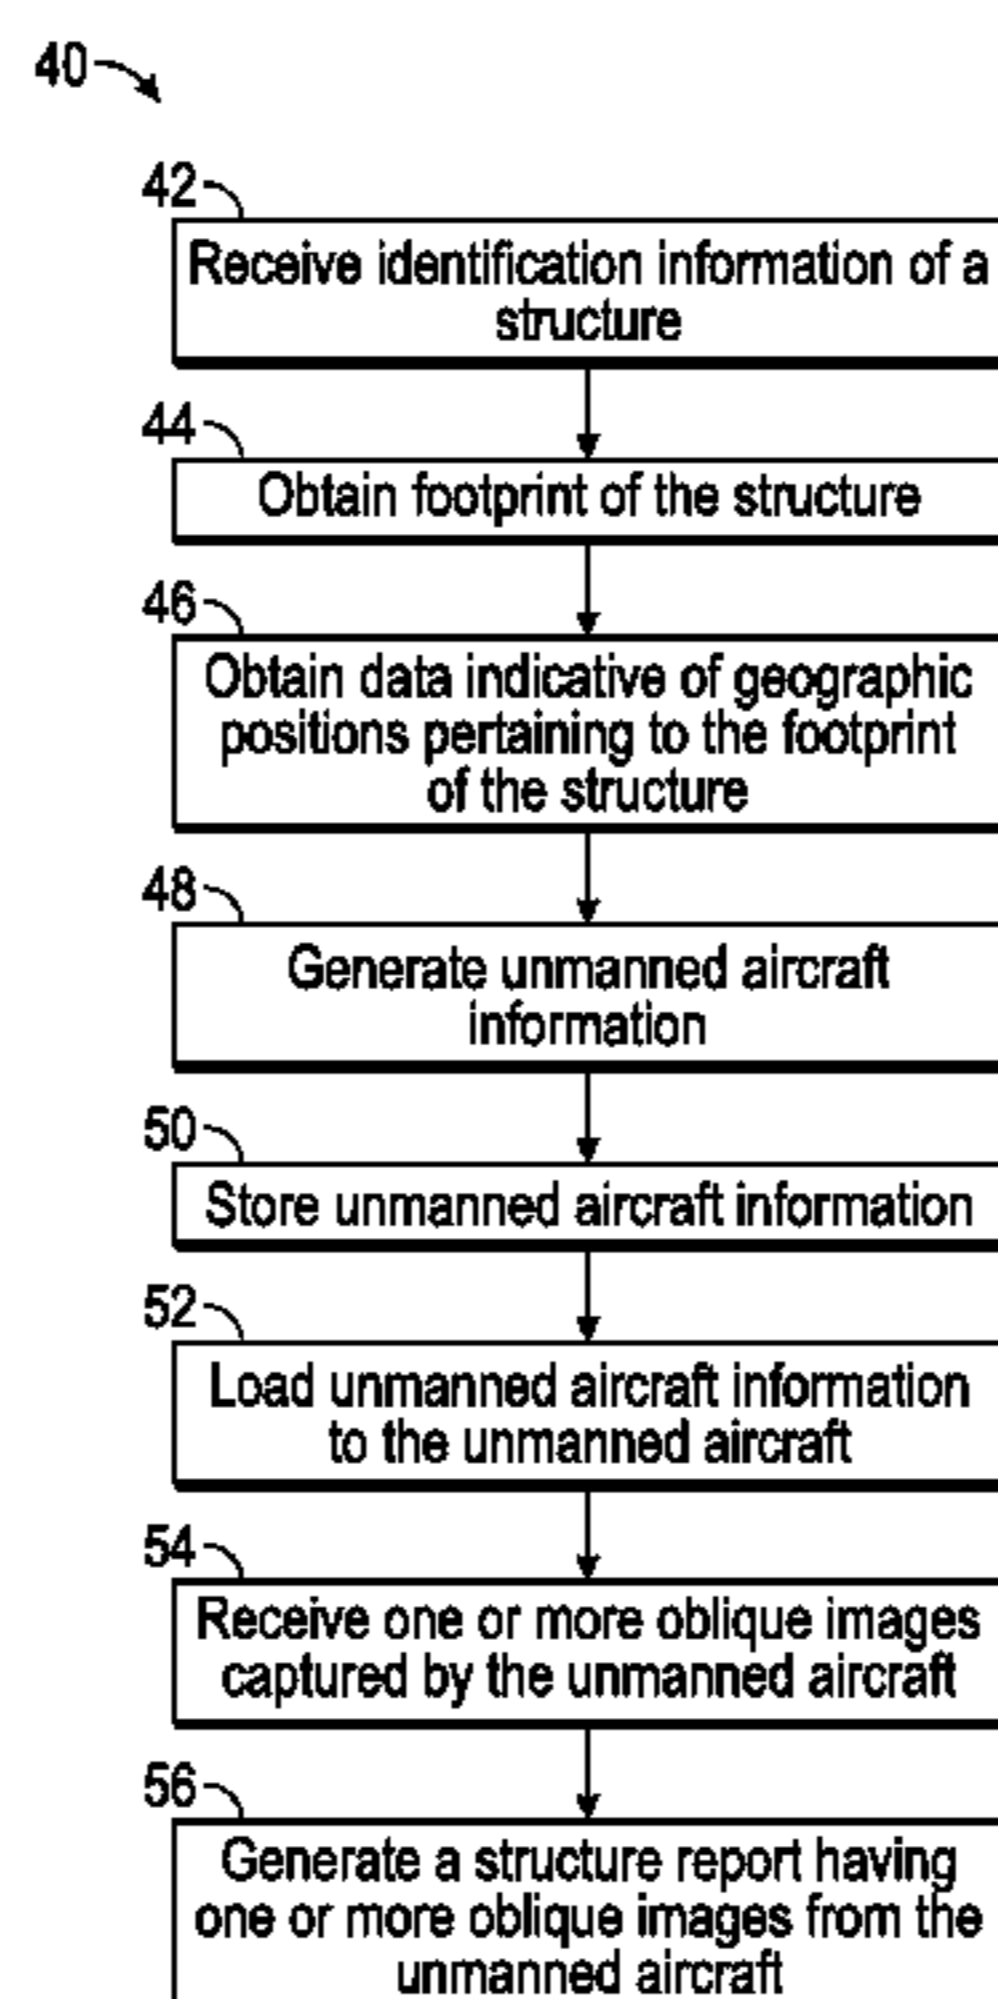 40
42
Receive identification information of a
structure
44
Obtain footprint of the structure
46
Obtain data indicative of geographic
positions pertaining to the footprint
of the structure
48
Generate unmanned aircraft
information
50
Store unmanned aircraft information
52
Load unmanned aircraft information
to the unmanned aircraft
54
Receive one or more oblique images
captured by the unmanned aircraft
56
Generate a structure report having
one or more oblique images from the
unmanned aircraft